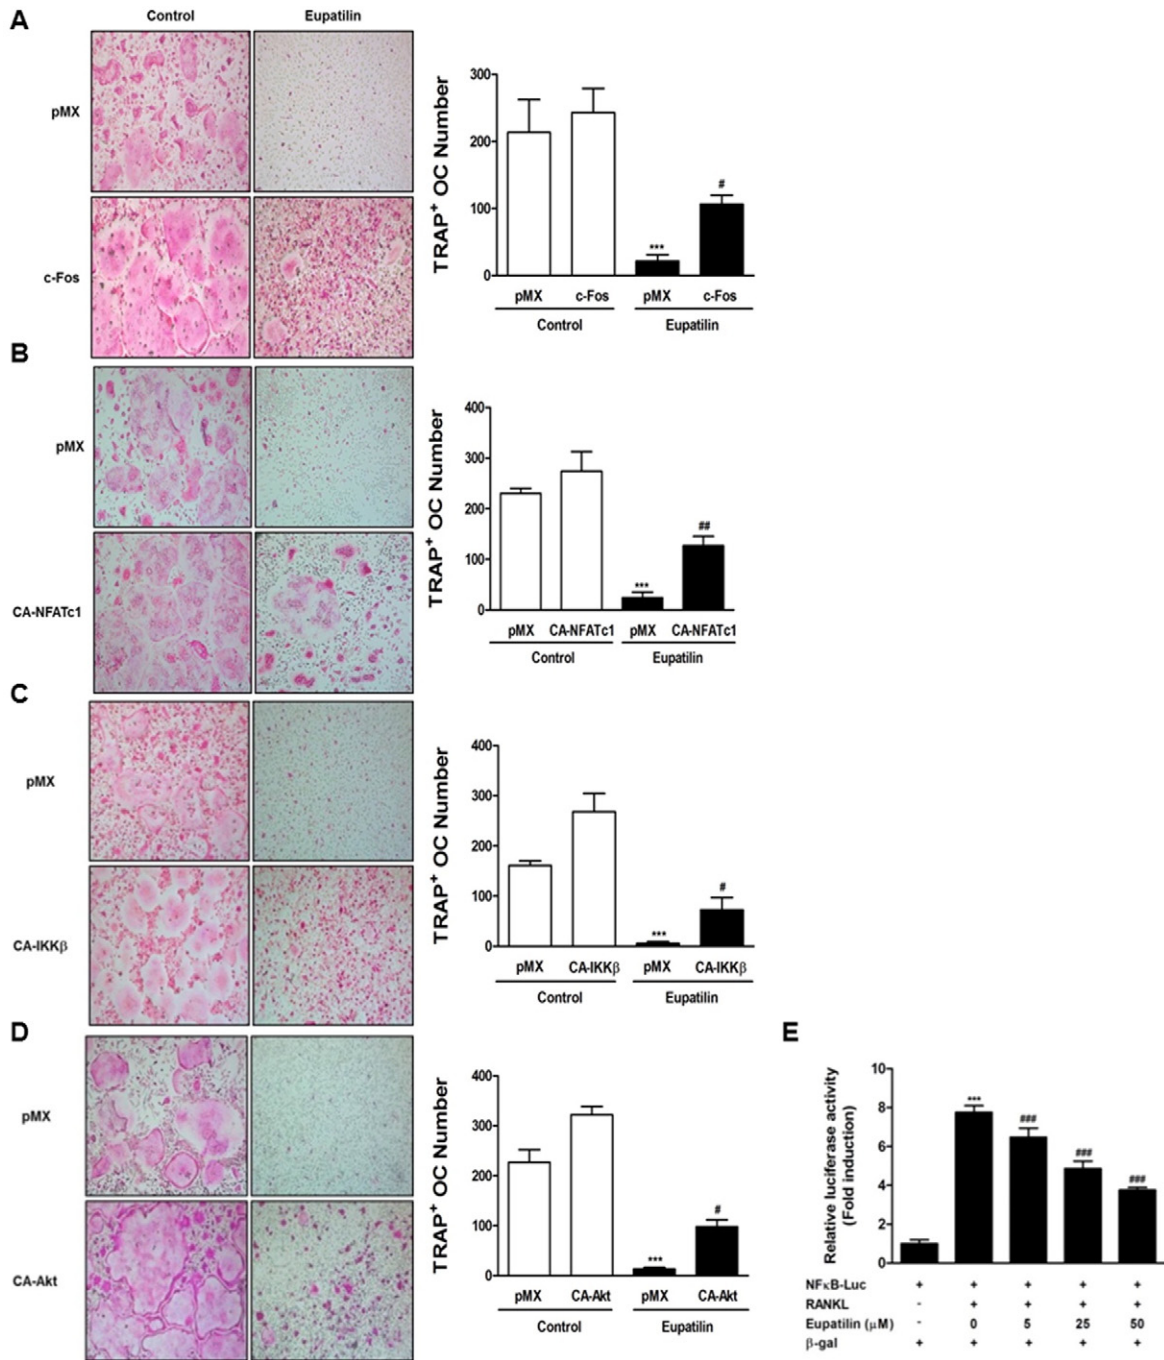 A
Control Eupatilin
pMX
c-Fos
TRAP+ OC Number
300
200
100
0
***
#
pMX c-Fos pMX c-Fos
Control Eupatilin
B
pMX
CA-NFATc1
TRAP+ OC Number
400
300
200
100
0
***
##
pMX CA-NFATc1 pMX CA-NFATc1
Control Eupatilin
C
pMX
CA-IKKβ
TRAP+ OC Number
400
300
200
100
0
***
#
pMX CA-IKKβ pMX CA-IKKβ
Control Eupatilin
D
pMX
CA-Akt
TRAP+ OC Number
400
300
200
100
0
***
#
pMX CA-Akt pMX CA-Akt
Control Eupatilin
E
Relative luciferase activity
(Fold induction)
10
8
6
4
2
0
***
###
###
###
NFκB-Luc + + + + +
RANKL - + + + +
Eupatilin (μM) - 0 5 25 50
β-gal + + + + +